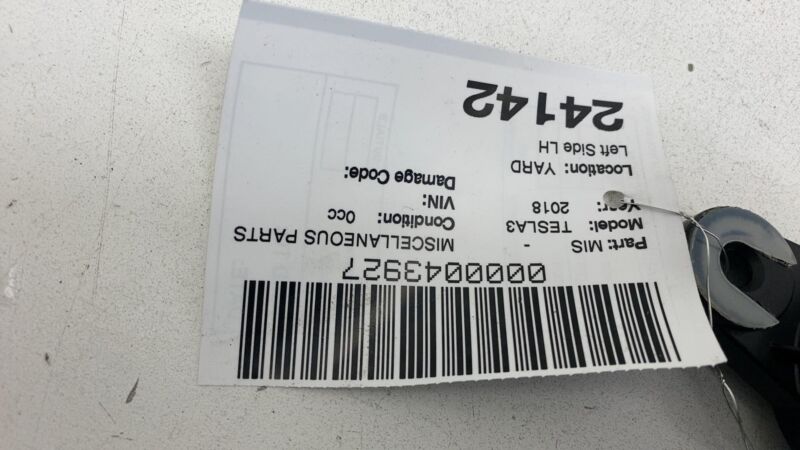 0000043927
Part: MIS - MISCELLANEOUS PARTS
Model: TESLA3 Condition: 0cc
Year: 2018 VIN:
Location: YARD Damage Code:
Left Side LH
24142